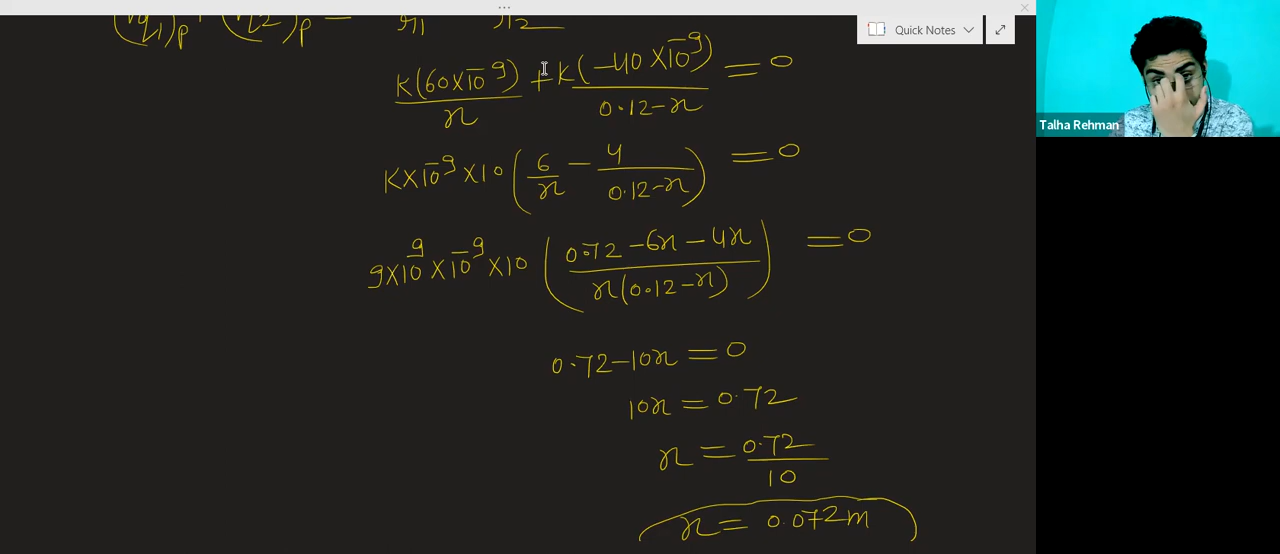 Quick Notes
Talha Rehman
K(60×10⁻⁹)/x + K(-40×10⁻⁹)/0.12-x = 0
K×10⁻⁹×10 (6/x - 4/0.12-x) = 0
9×10⁹×10⁻⁹×10 (0.72-6x-4x/x(0.12-x)) = 0
0.72-10x = 0
10x = 0.72
x = 0.72/10
x = 0.072m